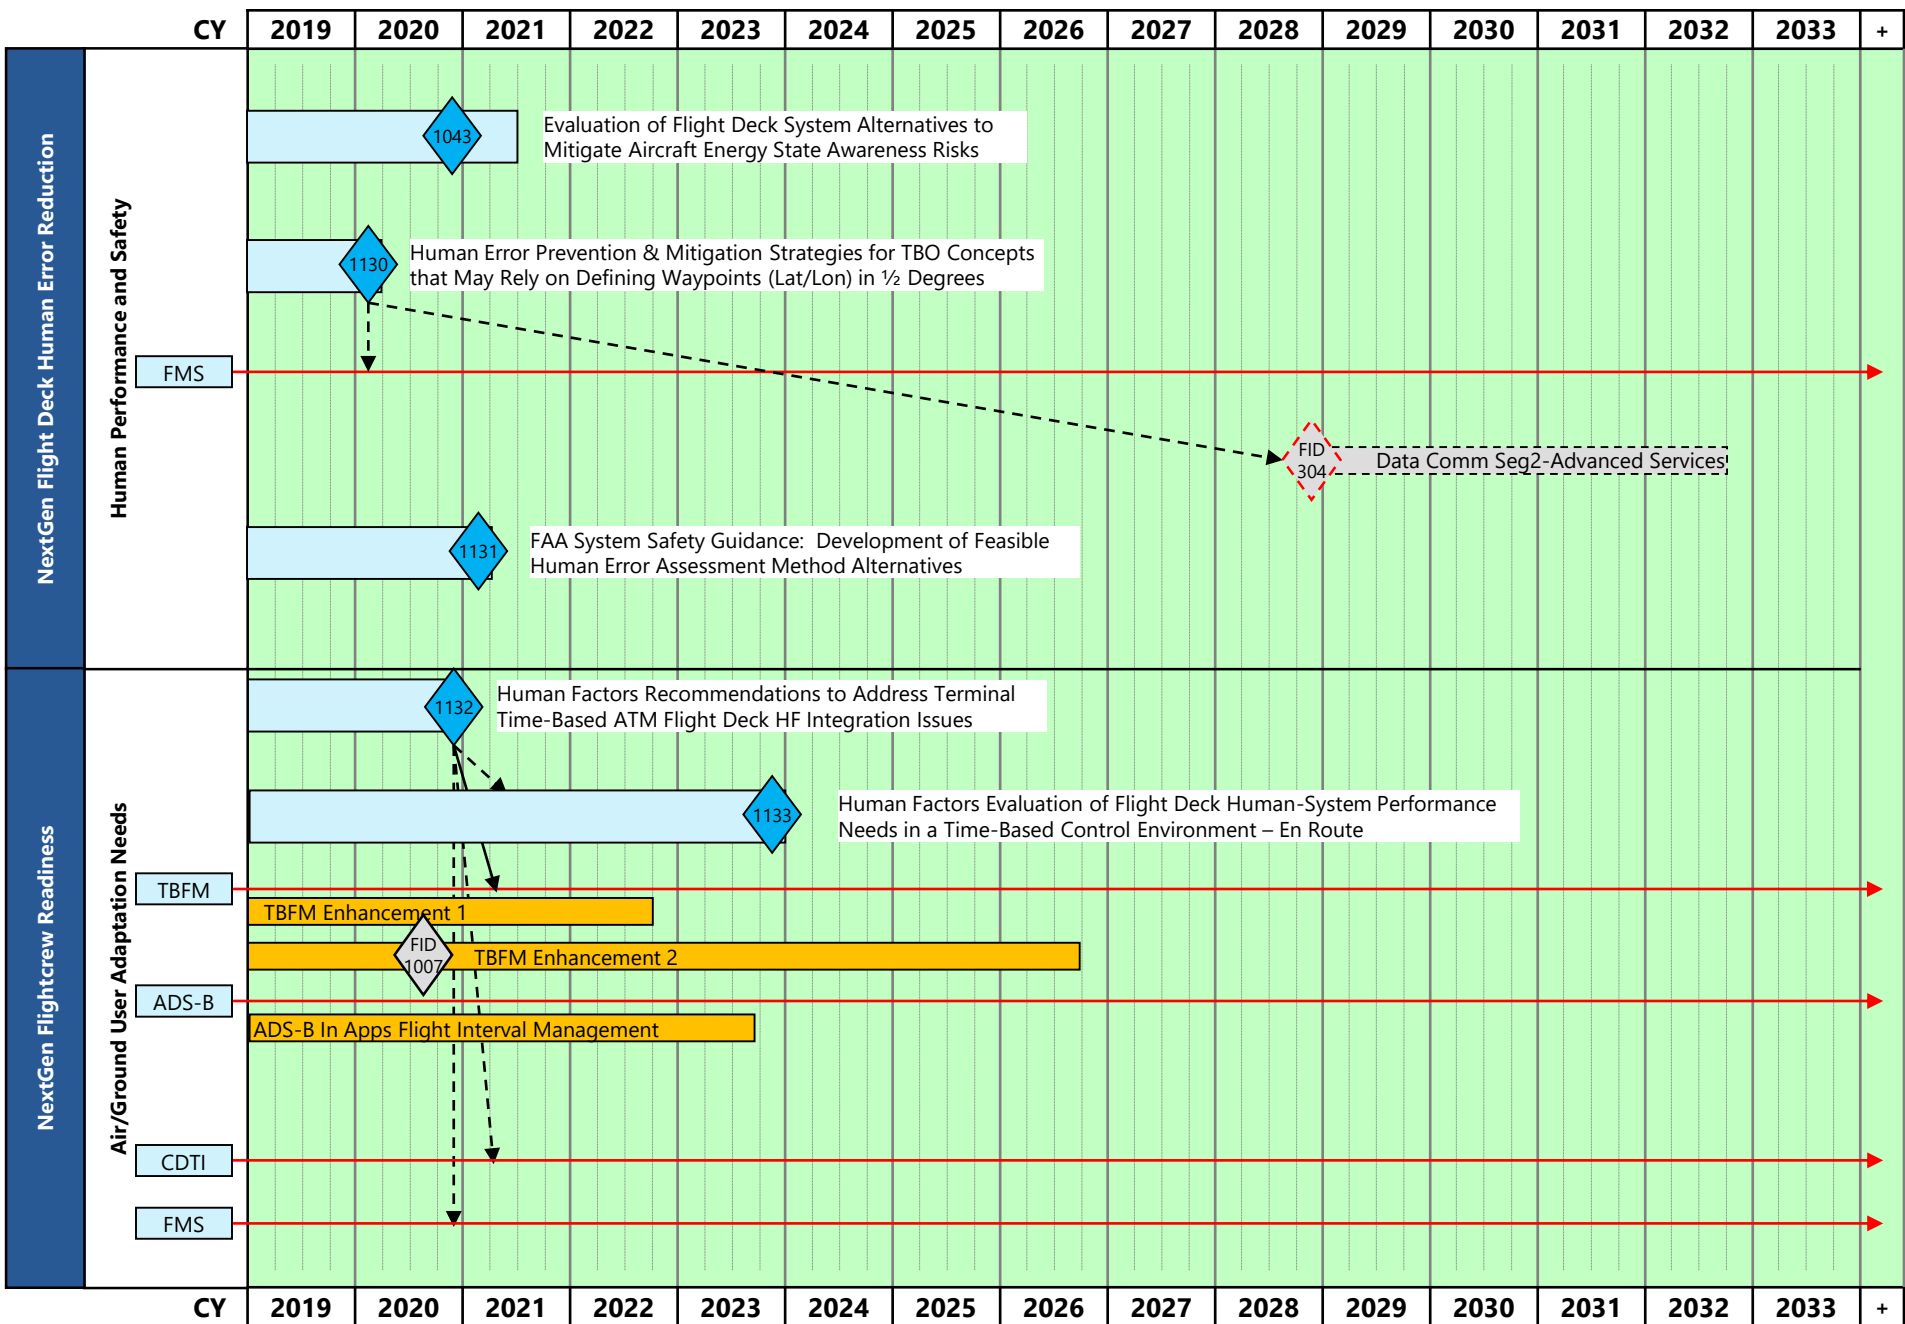 CY 2019 2020 2021 2022 2023 2024 2025 2026 2027 2028 2029 2030 2031 2032 2033 +
NextGen Flight Deck Human Error Reduction
Human Performance and Safety
1043
Evaluation of Flight Deck System Alternatives to
Mitigate Aircraft Energy State Awareness Risks
1130
Human Error Prevention & Mitigation Strategies for TBO Concepts
that May Rely on Defining Waypoints (Lat/Lon) in ½ Degrees
FMS
FID
304
Data Comm Seg2-Advanced Services
1131
FAA System Safety Guidance: Development of Feasible
Human Error Assessment Method Alternatives
NextGen Flightcrew Readiness
Air/Ground User Adaptation Needs
1132
Human Factors Recommendations to Address Terminal
Time-Based ATM Flight Deck HF Integration Issues
1133
Human Factors Evaluation of Flight Deck Human-System Performance
Needs in a Time-Based Control Environment – En Route
TBFM
TBFM Enhancement 1
FID
1007
TBFM Enhancement 2
ADS-B
ADS-B In Apps Flight Interval Management
CDTI
FMS
CY 2019 2020 2021 2022 2023 2024 2025 2026 2027 2028 2029 2030 2031 2032 2033 +